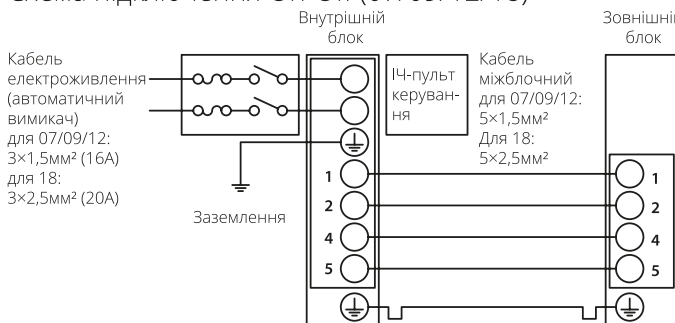 Внутрішній
блок
Зовнішній
блок
Кабель
електроживлення
(автоматичний
вимикач)
для 07/09/12:
3×1,5мм² (16А)
для 18:
3×2,5мм² (20А)
ІЧ-пульт
керуван-
ня
Кабель
міжблочний
для 07/09/12:
5×1,5мм²
Для 18:
5×2,5мм²
Заземлення
1
2
4
5
1
2
4
5